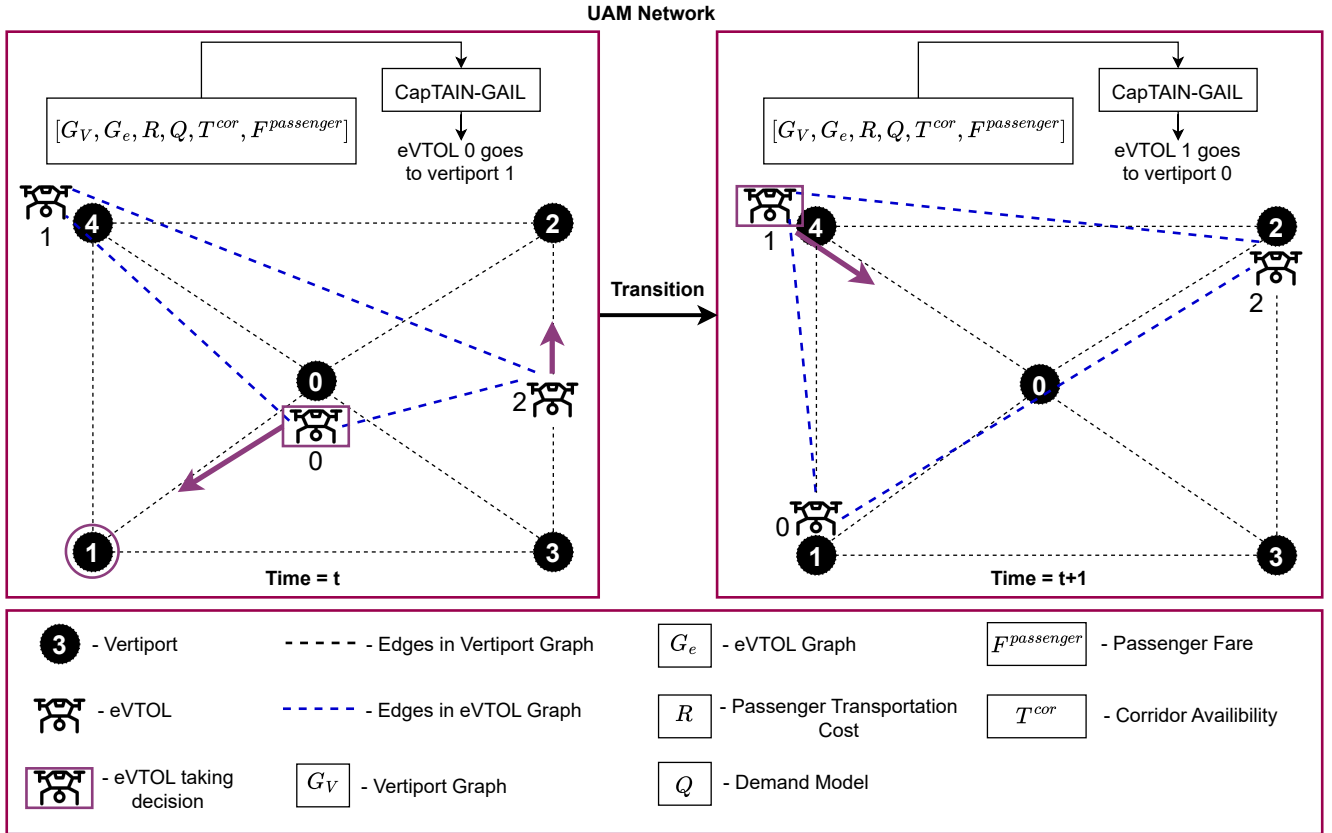 UAM Network
CapTAIN-GAIL
[G_V, G_e, R, Q, T^{cor}, F^{passenger}]
eVTOL 0 goes
to vertiport 1
4
2
1
0
2
0
1
3
Time = t
Transition
CapTAIN-GAIL
[G_V, G_e, R, Q, T^{cor}, F^{passenger}]
eVTOL 1 goes
to vertiport 0
4
2
1
2
0
0
1
3
Time = t+1
3
- Vertiport
- Edges in Vertiport Graph
G_e
- eVTOL Graph
F^{passenger}
- Passenger Fare
- eVTOL
- Edges in eVTOL Graph
R
- Passenger Transportation
Cost
T^{cor}
- Corridor Availibility
- eVTOL taking
decision
G_V
- Vertiport Graph
Q
- Demand Model